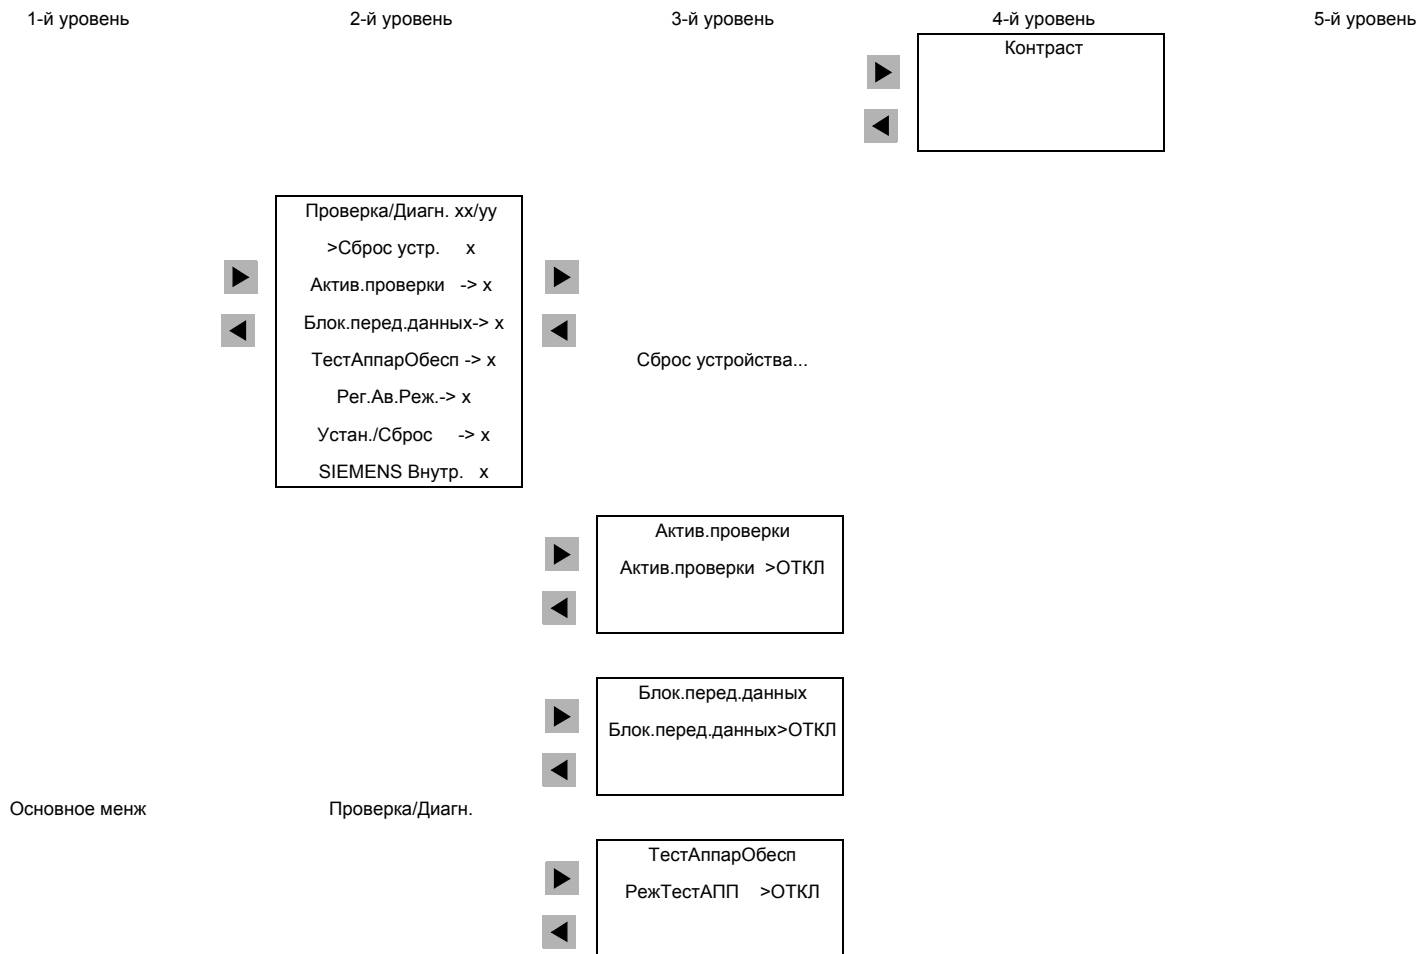 1-й уровень
2-й уровень
3-й уровень
4-й уровень
5-й уровень
Контраст
Проверка/Диагн. xx/yy
>Сброс устр. x
Актив.проверки -> x
Блок.перед.данных-> x
ТестАппарОбесп -> x
Рег.Ав.Реж.-> x
Устан./Сброс -> x
SIEMENS Внутр. x
Сброс устройства...
Актив.проверки
Актив.проверки >ОТКЛ
Блок.перед.данных
Блок.перед.данных>ОТКЛ
Основное менж
Проверка/Диагн.
ТестАппарОбесп
РежТестАПП >ОТКЛ